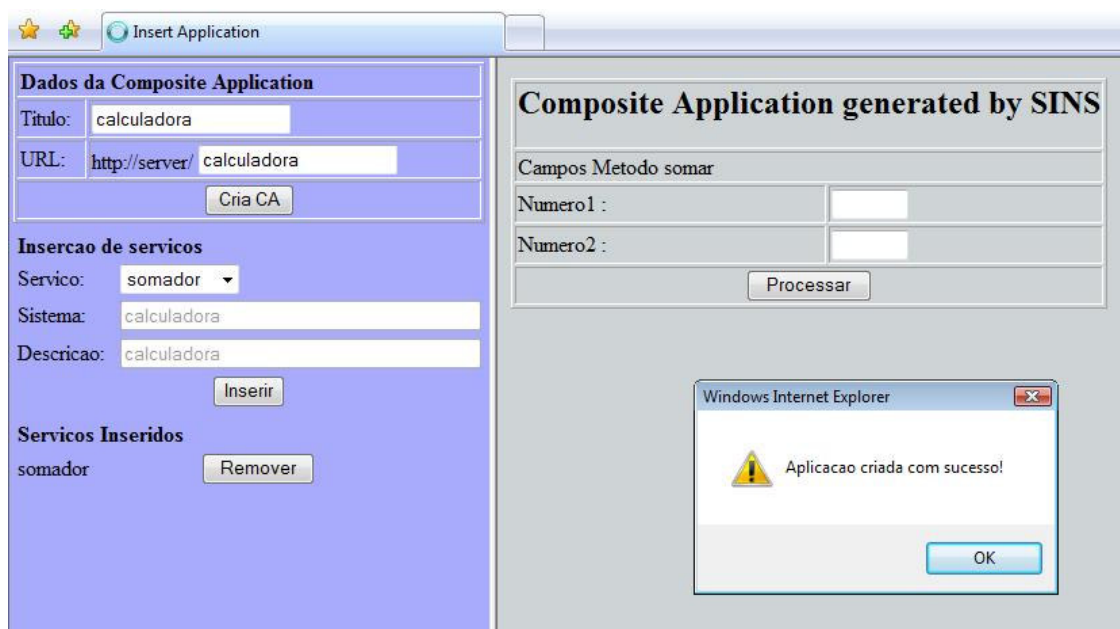 Insert Application
Dados da Composite Application
Titulo: calculadora
URL: http://server/ calculadora
Cria CA
Insercao de servicos
Servico: somador
Sistema: calculadora
Descricao: calculadora
Inserir
Servicos Inseridos
somador Remover
Composite Application generated by SINS
Campos Metodo somar
Numero1 :
Numero2 :
Processar
Windows Internet Explorer
Aplicacao criada com sucesso!
OK